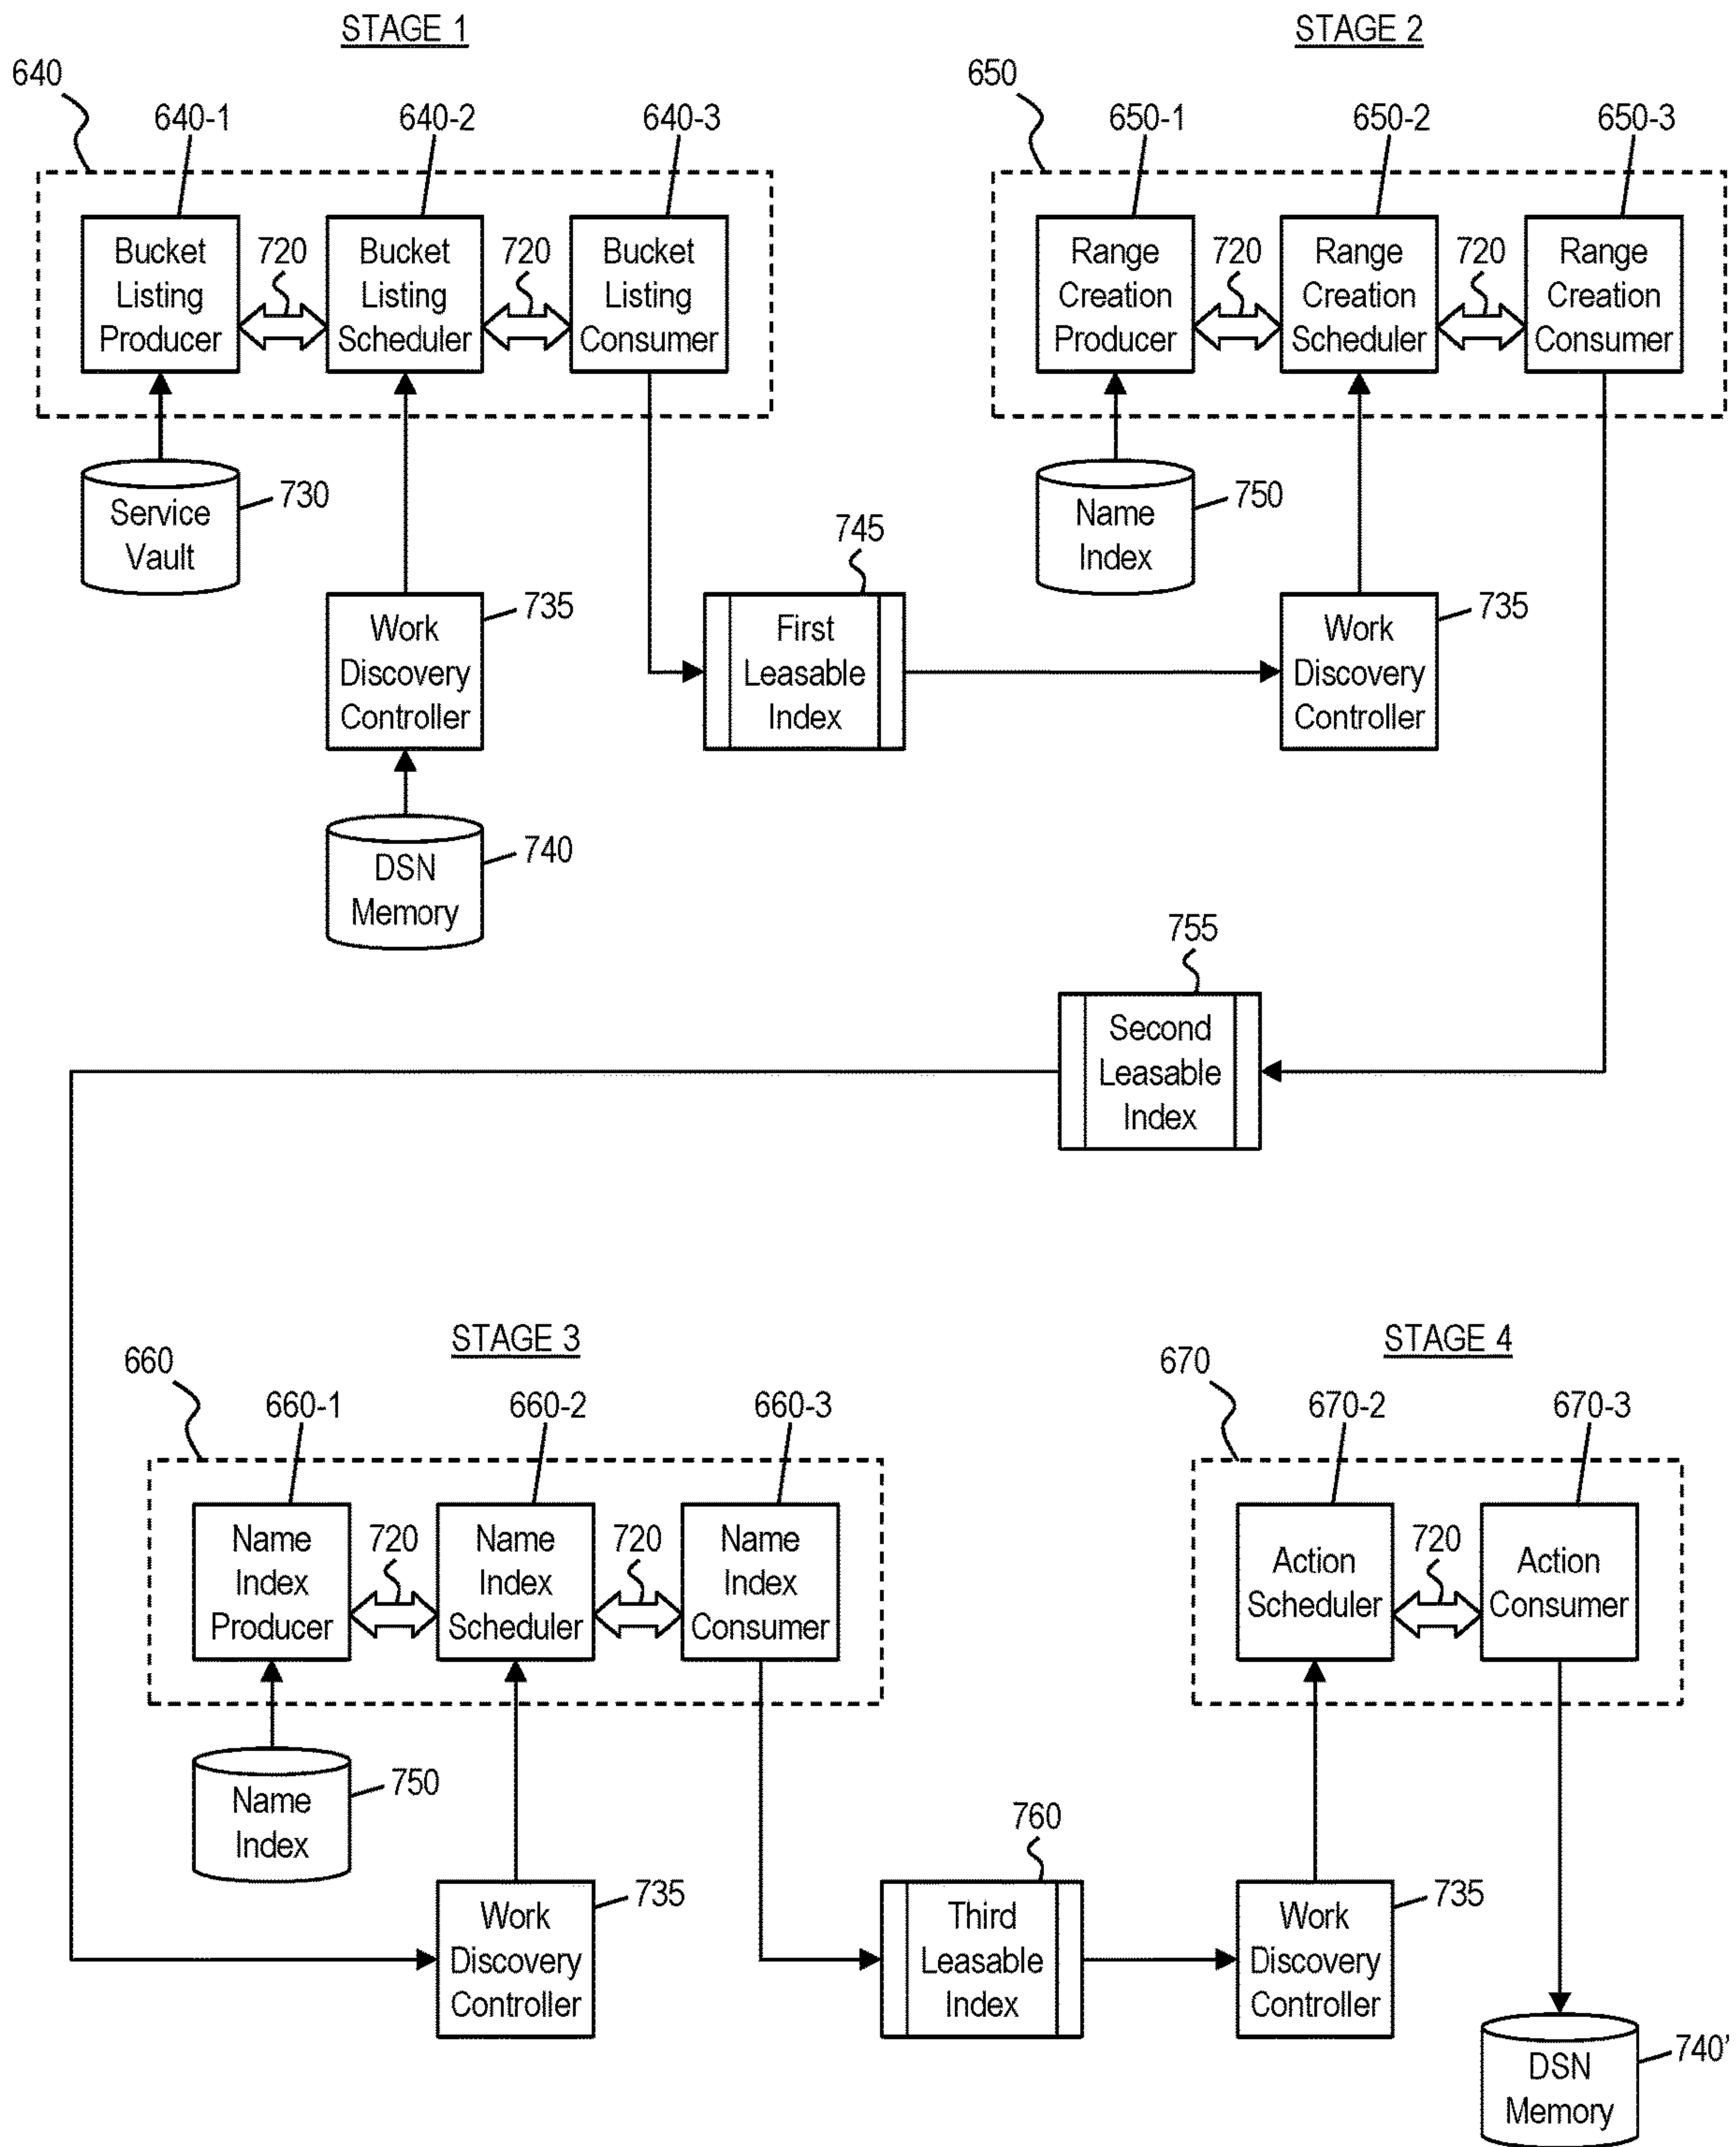 STAGE 1
STAGE 2
640
650
640-1
640-2
640-3
650-1
650-2
650-3
Bucket
Listing
Producer
720
Bucket
Listing
Scheduler
720
Bucket
Listing
Consumer
Range
Creation
Producer
720
Range
Creation
Scheduler
720
Range
Creation
Consumer
Service
Vault
730
Name
Index
750
745
Work
Discovery
Controller
735
First
Leasable
Index
Work
Discovery
Controller
735
DSN
Memory
740
755
Second
Leasable
Index
STAGE 3
STAGE 4
660
670
660-1
660-2
660-3
670-2
670-3
Name
Index
Producer
720
Name
Index
Scheduler
720
Name
Index
Consumer
Action
Scheduler
720
Action
Consumer
Name
Index
750
760
Work
Discovery
Controller
735
Third
Leasable
Index
Work
Discovery
Controller
735
DSN
Memory
740’